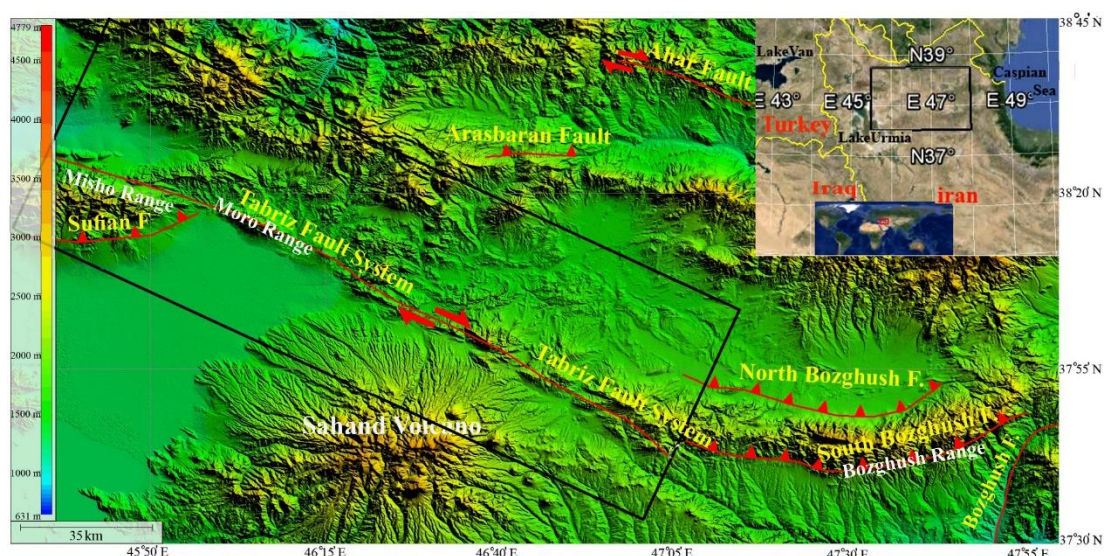 4779 m
4500 m
4000 m
3500 m
3000 m
2500 m
2000 m
1500 m
1000 m
631 m
35km
Ahar Fault
Arasbaran Fault
Misho Range
Sufian F
Tabriz Fault System
Moro Range
Tabriz Fault System
North Bozghush F.
South Bozghush F.
Bozghush Range
Bozghush F.
Sahand Volcano
LakeVan
N39°
Caspian
Sea
E 43°
E 45°
E 47°
E 49°
Turkey
LakeUrmia
N37°
Iraq
iran
38°45'N
38°20'N
37°55'N
37°30'N
45°50'E
46°15'E
46°40'E
47°05'E
47°30'E
47°55'E